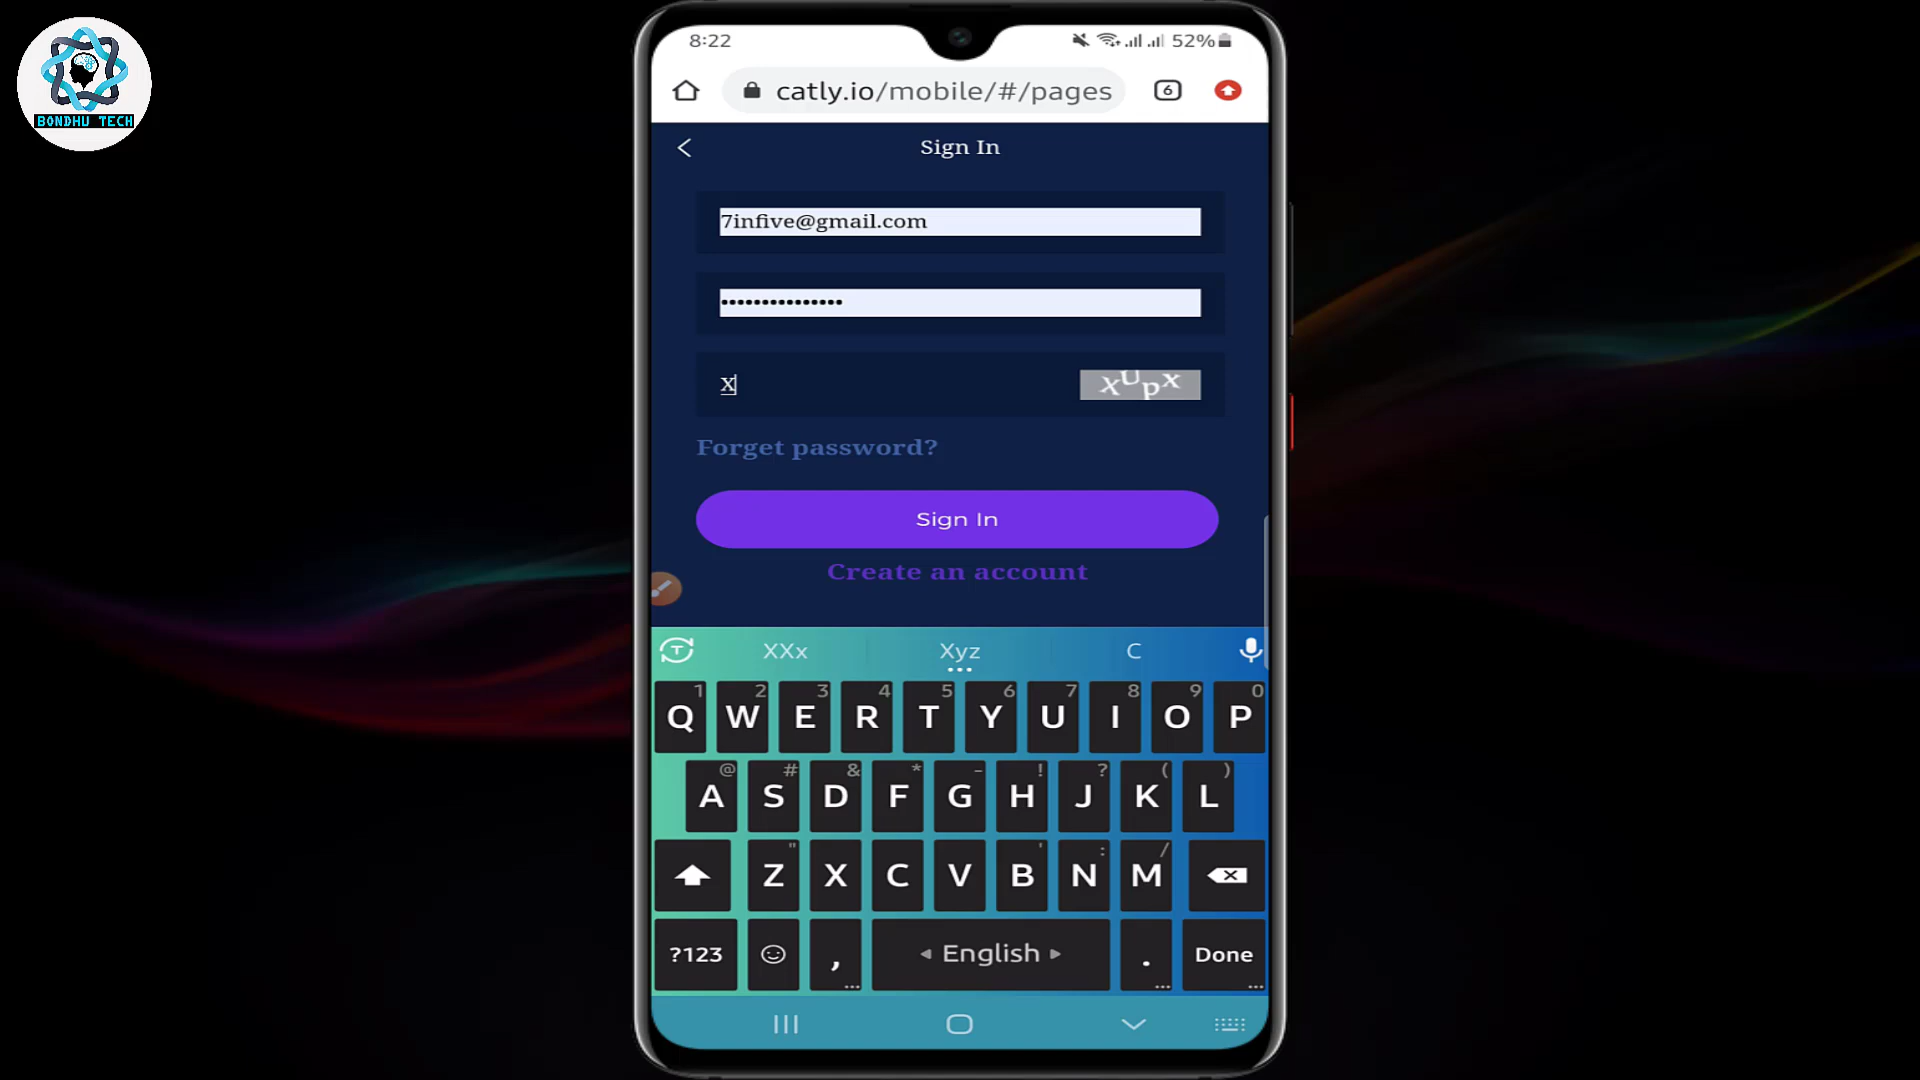 BONDHU TECH
8:22
52%
catly.io/mobile/#/pages
6
Sign In
7infive@gmail.com
•••••••••••••••
X
XUpx
Forget password?
Sign In
Create an account
T
XXx Xyz C
1 2 3 4 5 6 7 8 9 0
Q W E R T Y U I O P
@ # & * - ! ? ( )
A S D F G H J K L
" ' : /
Z X C V B N M
?123 , English . Done